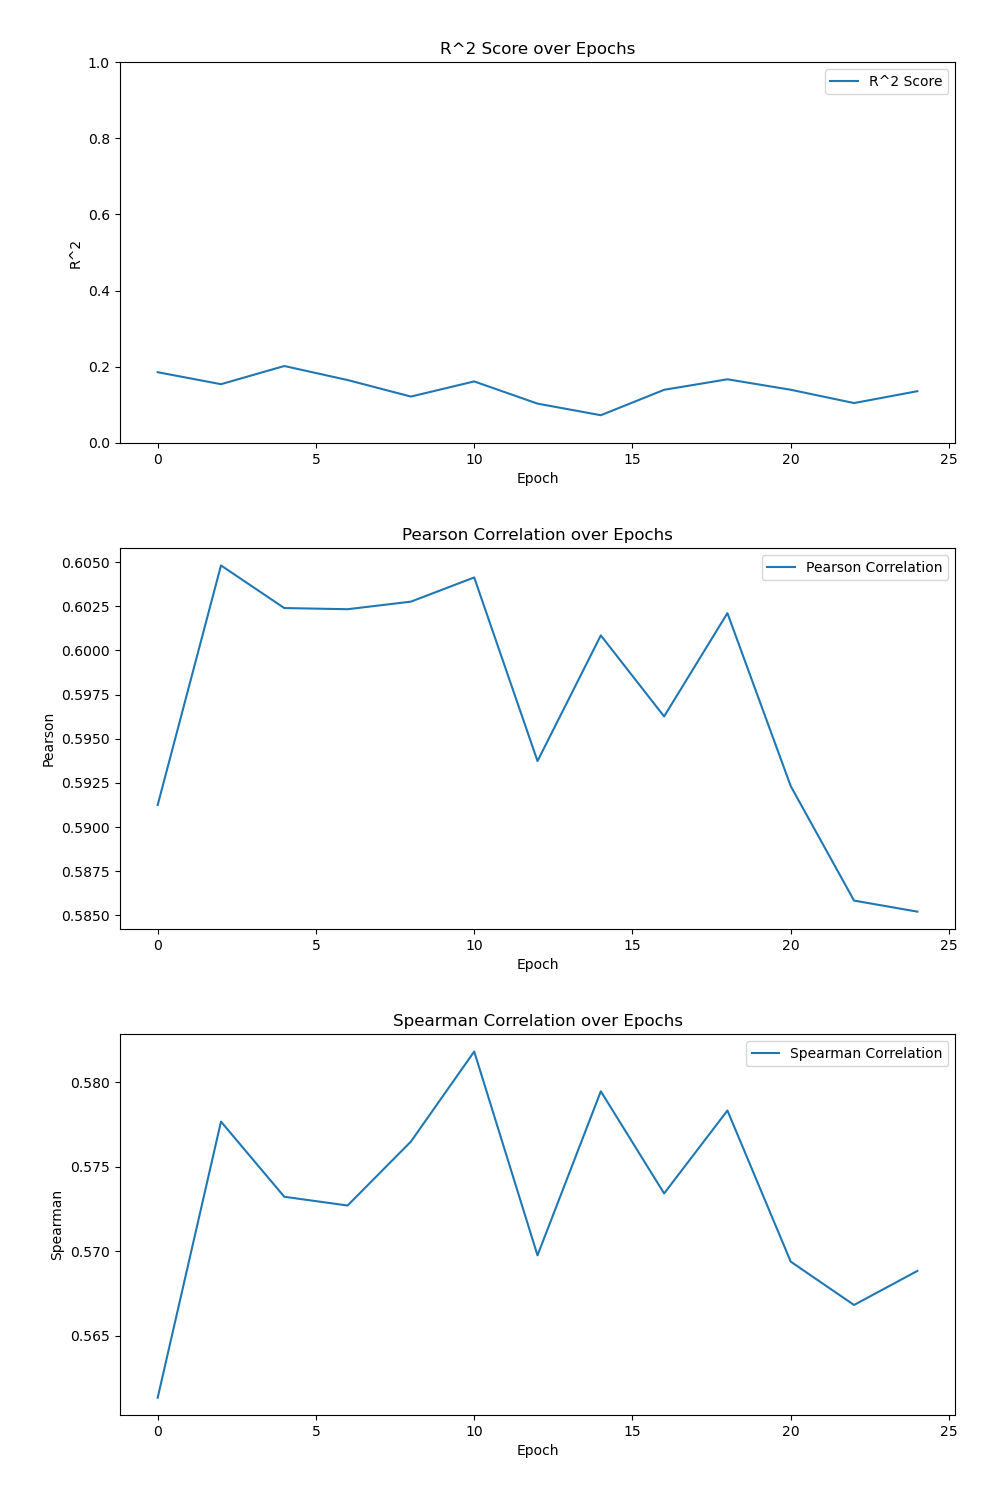 R^2 Score over Epochs
1.0
R^2 Score
0.8
0.6
R^2
0.4
0.2
0.0
0 5 10 15 20 25
Epoch
Pearson Correlation over Epochs
0.6050
Pearson Correlation
0.6025
0.6000
0.5975
Pearson
0.5950
0.5925
0.5900
0.5875
0.5850
0 5 10 15 20 25
Epoch
Spearman Correlation over Epochs
Spearman Correlation
0.580
0.575
Spearman
0.570
0.565
0 5 10 15 20 25
Epoch